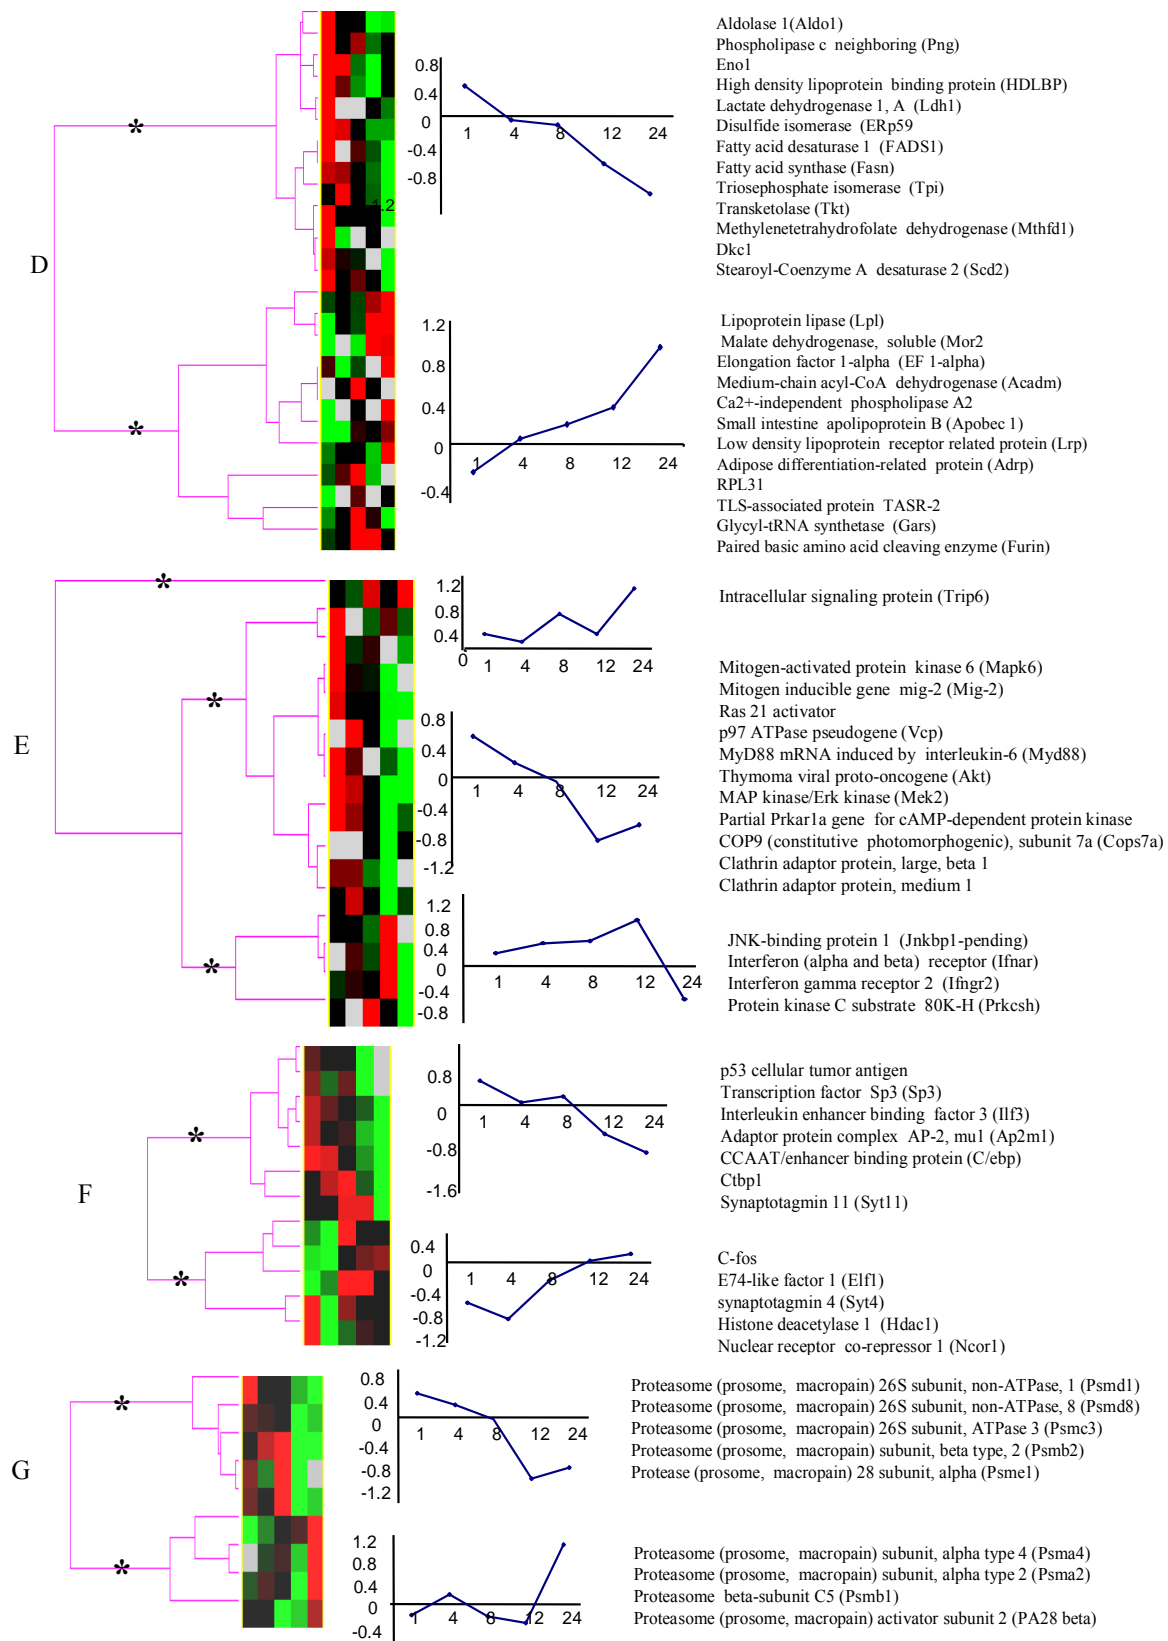 D
0.8
0.4
0
-0.4
-0.8
1.2
1 4 8 12 24
Aldolase 1(Aldo1)
Phospholipase c neighboring (Png)
Eno1
High density lipoprotein binding protein (HDLBP)
Lactate dehydrogenase 1, A (Ldh1)
Disulfide isomerase (ERp59
Fatty acid desaturase 1 (FADS1)
Fatty acid synthase (Fasn)
Triosephosphate isomerase (Tpi)
Transketolase (Tkt)
Methylenetetrahydrofolate dehydrogenase (Mthfd1)
Dkc1
Stearoyl-Coenzyme A desaturase 2 (Scd2)
1.2
0.8
0.4
0
-0.4
1 4 8 12 24
Lipoprotein lipase (Lpl)
Malate dehydrogenase, soluble (Mor2
Elongation factor 1-alpha (EF 1-alpha)
Medium-chain acyl-CoA dehydrogenase (Acadm)
Ca2+-independent phospholipase A2
Small intestine apolipoprotein B (Apobec 1)
Low density lipoprotein receptor related protein (Lrp)
Adipose differentiation-related protein (Adrp)
RPL31
TLS-associated protein TASR-2
Glycyl-tRNA synthetase (Gars)
Paired basic amino acid cleaving enzyme (Furin)
E
1.2
0.8
0.4
0
1 4 8 12 24
Intracellular signaling protein (Trip6)
0.8
0.4
0
-0.4
-0.8
-1.2
1 4 8 12 24
Mitogen-activated protein kinase 6 (Mapk6)
Mitogen inducible gene mig-2 (Mig-2)
Ras 21 activator
p97 ATPase pseudogene (Vcp)
MyD88 mRNA induced by interleukin-6 (Myd88)
Thymoma viral proto-oncogene (Akt)
MAP kinase/Erk kinase (Mek2)
Partial Prkar1a gene for cAMP-dependent protein kinase
COP9 (constitutive photomorphogenic), subunit 7a (Cops7a)
Clathrin adaptor protein, large, beta 1
Clathrin adaptor protein, medium 1
1.2
0.8
0.4
0
-0.4
-0.8
1 4 8 12 24
JNK-binding protein 1 (Jnkbp1-pending)
Interferon (alpha and beta) receptor (Ifnar)
Interferon gamma receptor 2 (Ifngr2)
Protein kinase C substrate 80K-H (Prkcsh)
F
0.8
0
-0.8
-1.6
1 4 8 12 24
p53 cellular tumor antigen
Transcription factor Sp3 (Sp3)
Interleukin enhancer binding factor 3 (Ilf3)
Adaptor protein complex AP-2, mu1 (Ap2m1)
CCAAT/enhancer binding protein (C/ebp)
Ctbp1
Synaptotagmin 11 (Syt11)
0.4
0
-0.4
-0.8
-1.2
1 4 8 12 24
C-fos
E74-like factor 1 (Elf1)
synaptotagmin 4 (Syt4)
Histone deacetylase 1 (Hdac1)
Nuclear receptor co-repressor 1 (Ncor1)
G
0.8
0.4
0
-0.4
-0.8
-1.2
1 4 8 12 24
Proteasome (prosome, macropain) 26S subunit, non-ATPase, 1 (Psmd1)
Proteasome (prosome, macropain) 26S subunit, non-ATPase, 8 (Psmd8)
Proteasome (prosome, macropain) 26S subunit, ATPase 3 (Psmc3)
Proteasome (prosome, macropain) subunit, beta type, 2 (Psmb2)
Protease (prosome, macropain) 28 subunit, alpha (Psme1)
1.2
0.8
0.4
0
-0.4
1 4 8 12 24
Proteasome (prosome, macropain) subunit, alpha type 4 (Psma4)
Proteasome (prosome, macropain) subunit, alpha type 2 (Psma2)
Proteasome beta-subunit C5 (Psmb1)
Proteasome (prosome, macropain) activator subunit 2 (PA28 beta)